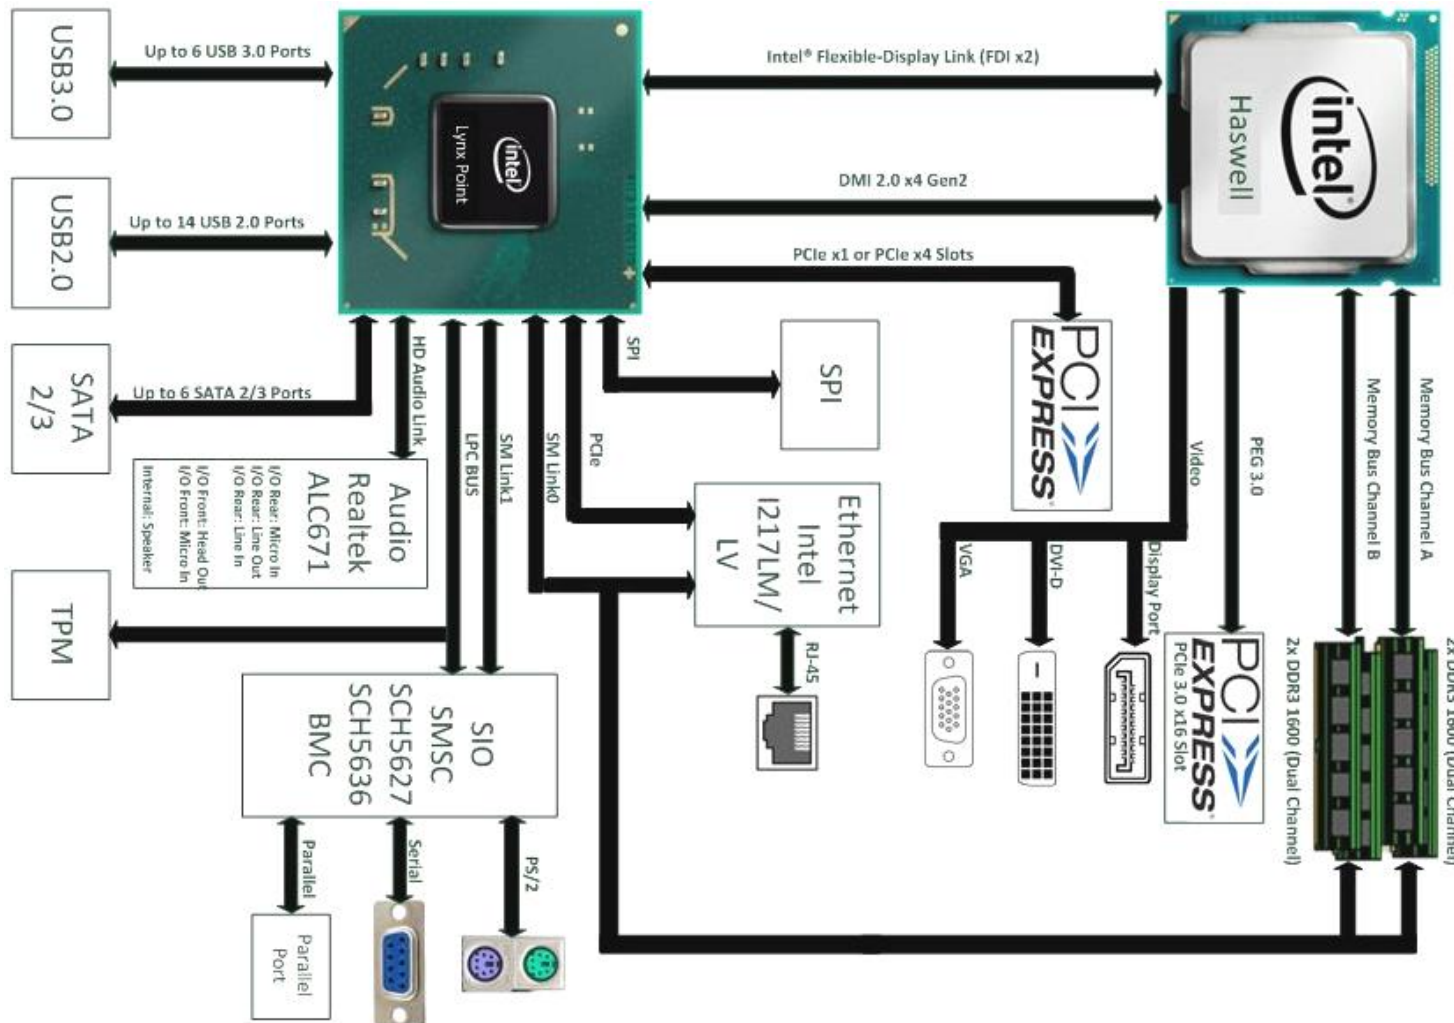 USB3.0
Up to 6 USB 3.0 Ports
USB2.0
Up to 14 USB 2.0 Ports
SATA
2/3
Up to 6 SATA 2/3 Ports
TPM
intel
Lynx Point
Intel® Flexible-Display Link (FDI x2)
DMI 2.0 x4 Gen2
PCIe x1 or PCIe x4 Slots
intel®
Haswell
HD Audio Link
LPC BUS
SM Link1
SM Link0
PCIe
SPI
SPI
PCI
EXPRESS®
Video
PEG 3.0
Memory Bus Channel B
Memory Bus Channel A
Audio
Realtek
ALC671
I/O Rear: Micro In
I/O Rear: Line Out
I/O Rear: Line In
I/O Front: Head Out
I/O Front: Micro In
Internal: Speaker
Ethernet
Intel
I217LM/
LV
RJ-45
VGA
DVI-D
Display Port
PCI
EXPRESS®
PCIe 3.0 x16 Slot
2x DDR3 1600 (Dual Channel)
2x DDR3 1600 (Dual Channel)
SIO
SMSC
SCH5627
SCH5636
BMC
Parallel
Serial
PS/2
Parallel
Port